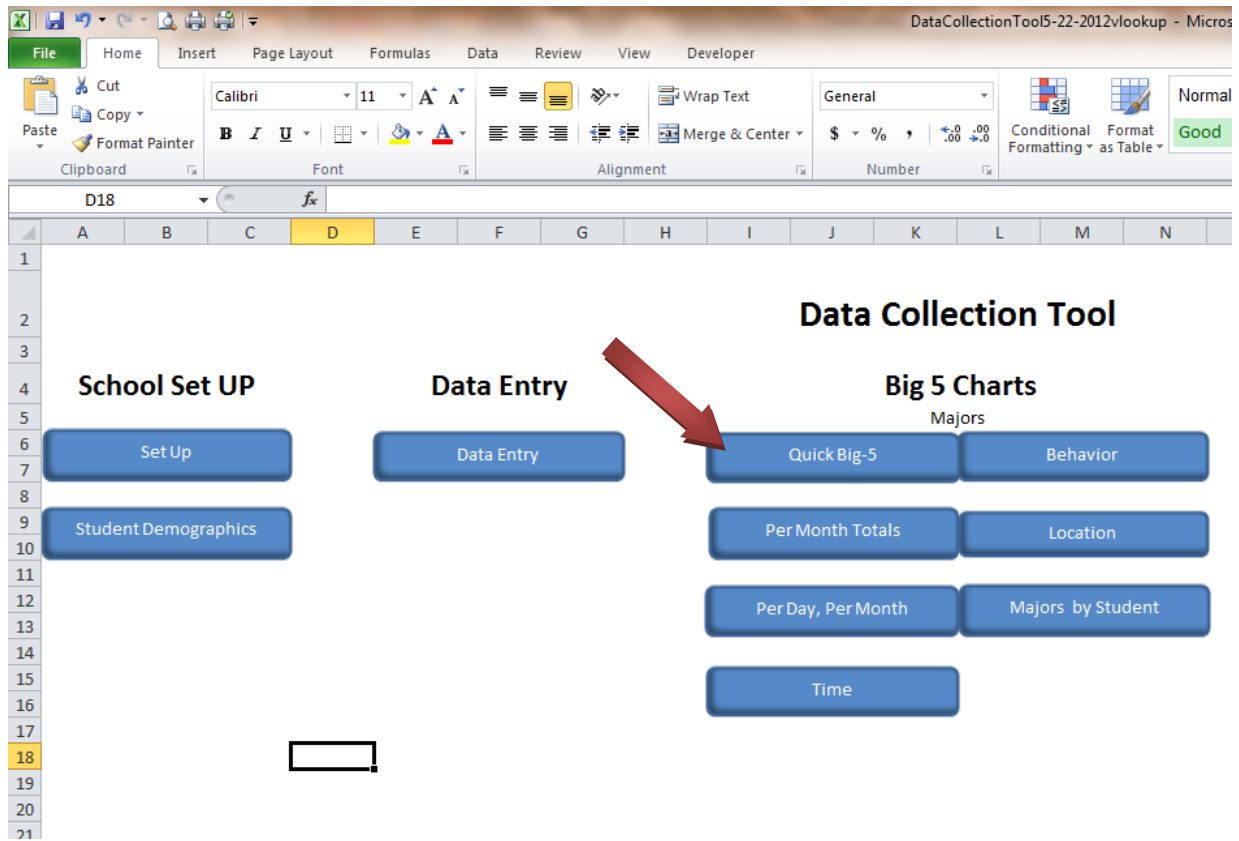 DataCollectionTool5-22-2012vlookup - Micros
File Home Insert Page Layout Formulas Data Review View Developer
Paste
Cut
Copy
Format Painter
Clipboard
Calibri 11 A A
B I U A
Font
Wrap Text
Merge & Center
Alignment
General
$ % , .0 .00 .00 .0
Number
Conditional Formatting
Format as Table
Normal
Good
D18 fx
A B C D E F G H I J K L M N
1
2 Data Collection Tool
3
4 School Set UP Data Entry Big 5 Charts
5 Majors
6 Set Up Data Entry Quick Big-5 Behavior
7
8
9 Student Demographics Per Month Totals Location
10
11
12 Per Day, Per Month Majors by Student
13
14
15 Time
16
17
18
19
20
21